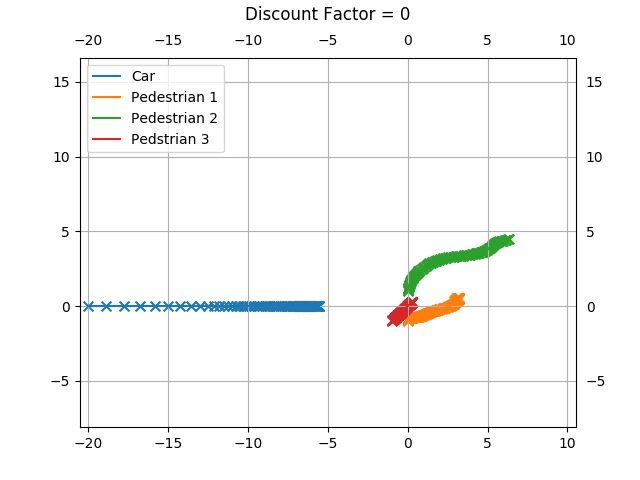 Discount Factor = 0
−20 −15 −10 −5 0 5 10
Car
Pedestrian 1
Pedestrian 2
Pedstrian 3
15 15
10 10
5 5
0 0
−5 −5
−20 −15 −10 −5 0 5 10